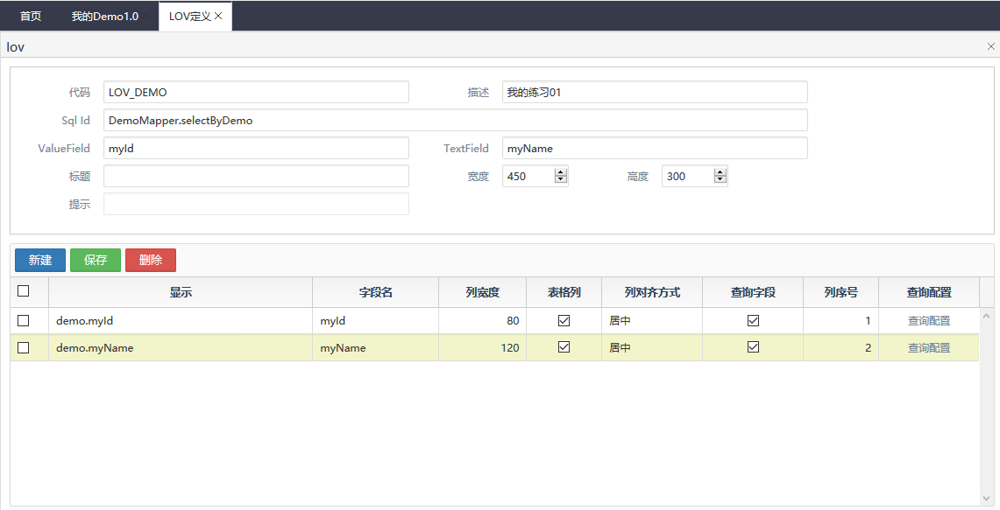 首页 我的Demo1.0 LOV定义
lov
代码 LOV_DEMO 描述 我的练习01
Sql Id DemoMapper.selectByDemo
ValueField myId TextField myName
标题 宽度 450 高度 300
提示
新建 保存 删除
显示 字段名 列宽度 表格列 列对齐方式 查询字段 列序号 查询配置
demo.myId myId 80 居中 1 查询配置
demo.myName myName 120 居中 2 查询配置